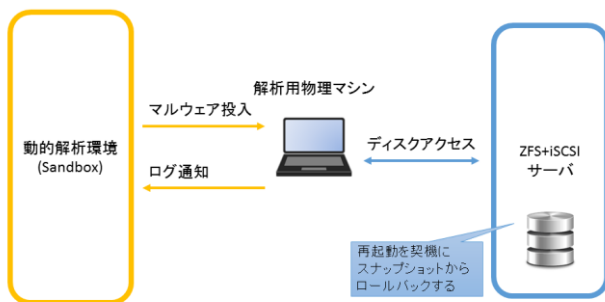 解析用物理マシン
マルウェア投入
動的解析環境
(Sandbox)
ログ通知
ディスクアクセス
ZFS+iSCSI
サーバ
再起動を契機に
スナップショットから
ロールバックする